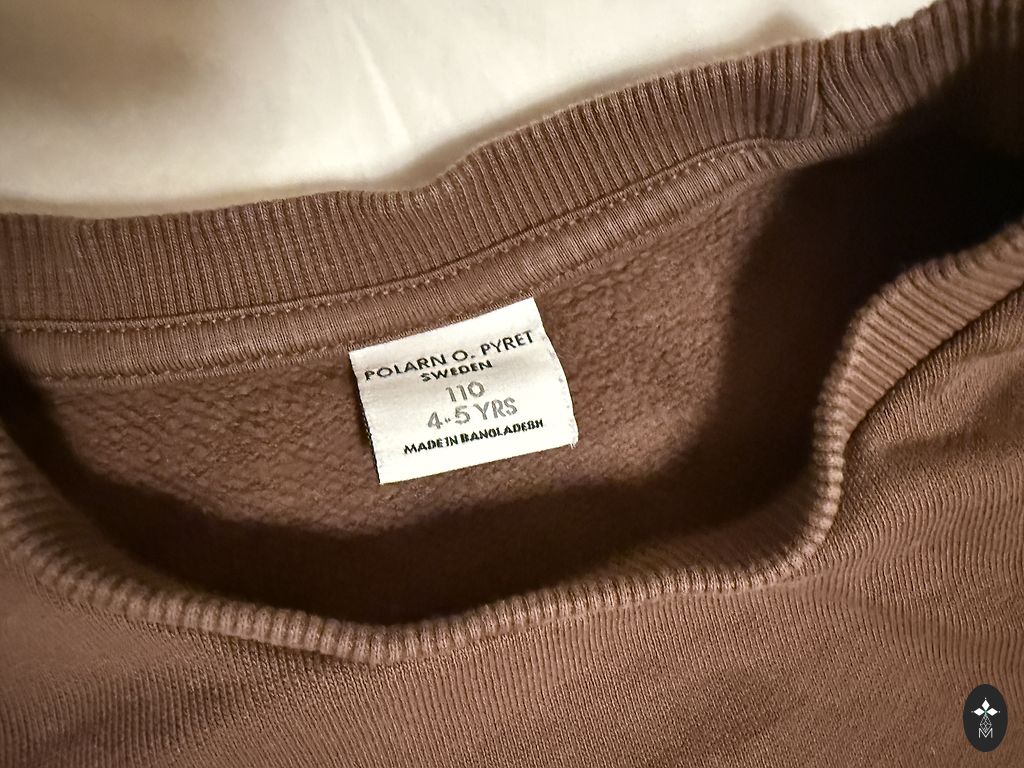 POLARN O. PYRET
SWEDEN
110
4-5 YRS
MADE IN BANGLADESH
M